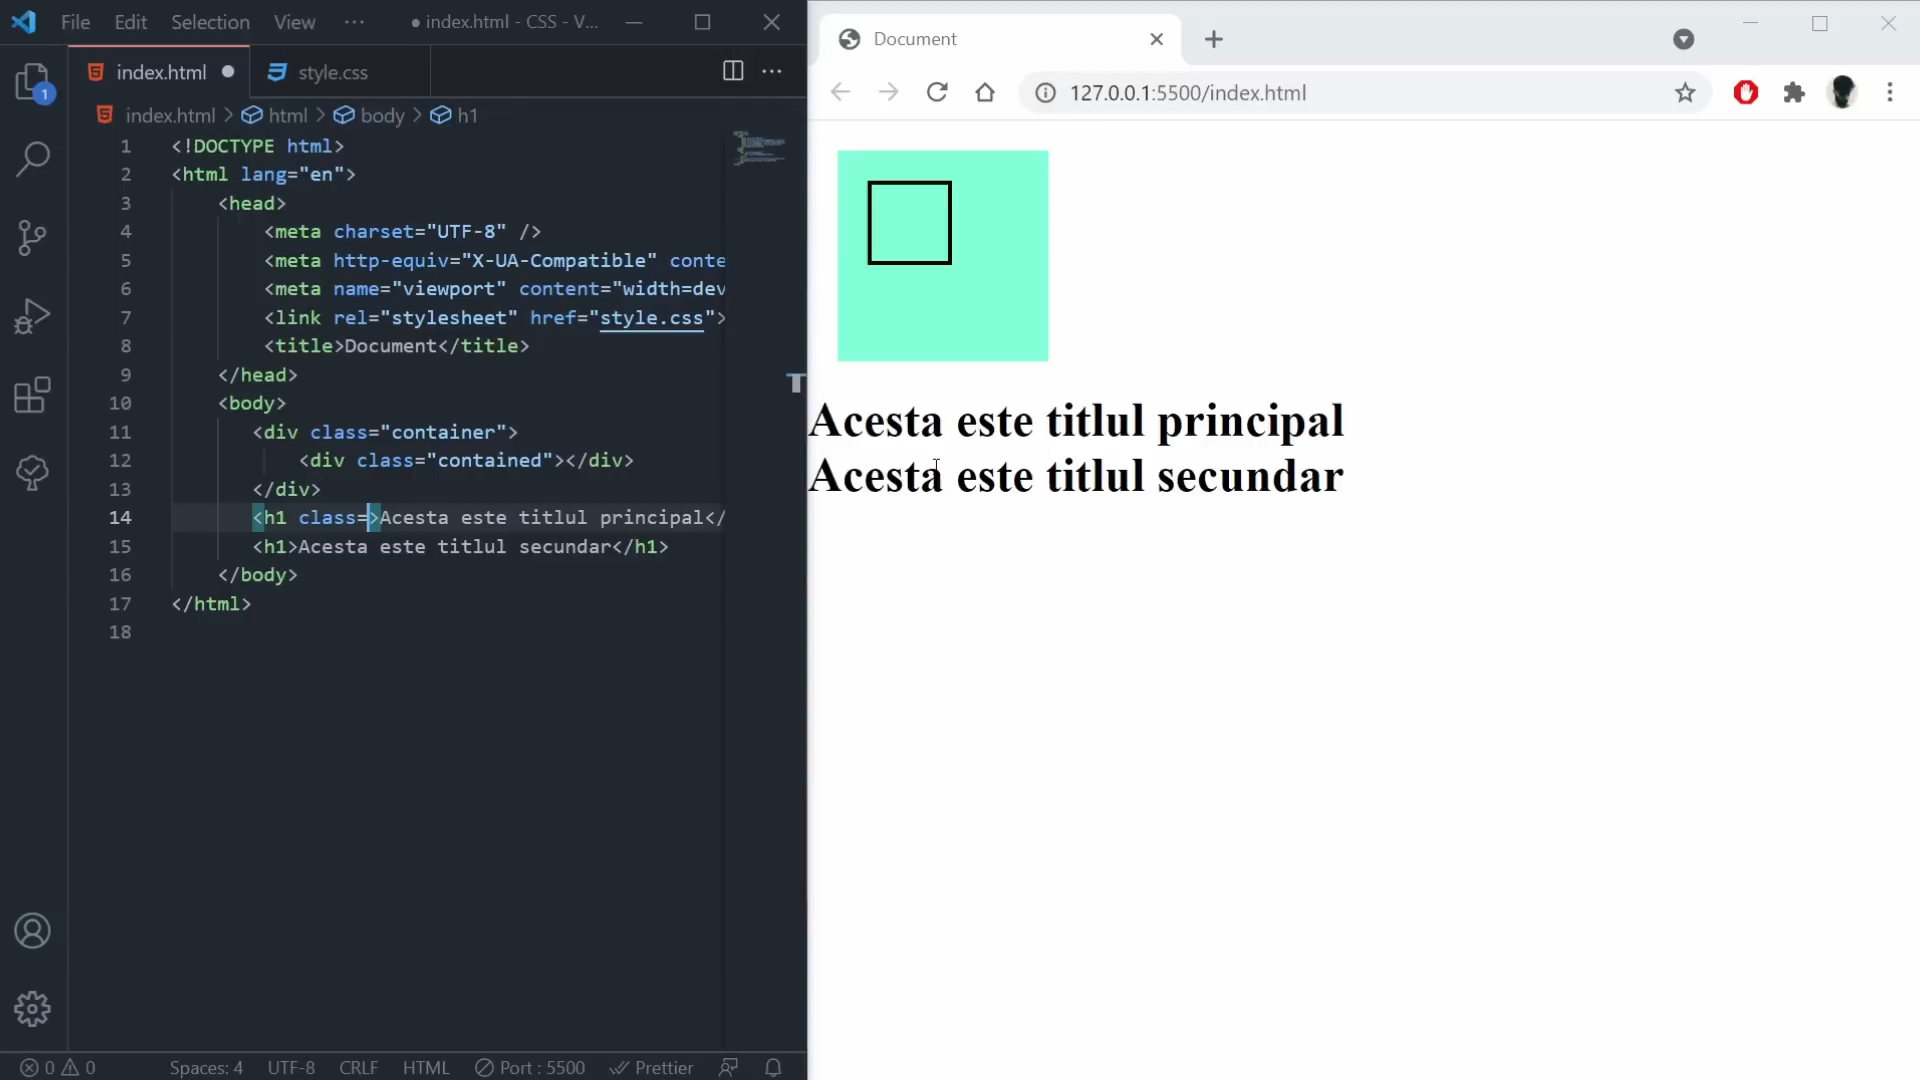 File Edit Selection View ··· ● index.html - CSS - V...
index.html ● style.css ···
index.html > html > body > h1
1 <!DOCTYPE html>
2 <html lang="en">
3 <head>
4 <meta charset="UTF-8" />
5 <meta http-equiv="X-UA-Compatible" conte
6 <meta name="viewport" content="width=dev
7 <link rel="stylesheet" href="style.css">
8 <title>Document</title>
9 </head>
10 <body>
11 <div class="container">
12 <div class="contained"></div>
13 </div>
14 <h1 class=>Acesta este titlul principal</
15 <h1>Acesta este titlul secundar</h1>
16 </body>
17 </html>
18
1
0 0 Spaces: 4 UTF-8 CRLF HTML Port : 5500 Prettier
Document
127.0.0.1:5500/index.html
Acesta este titlul principal
Acesta este titlul secundar